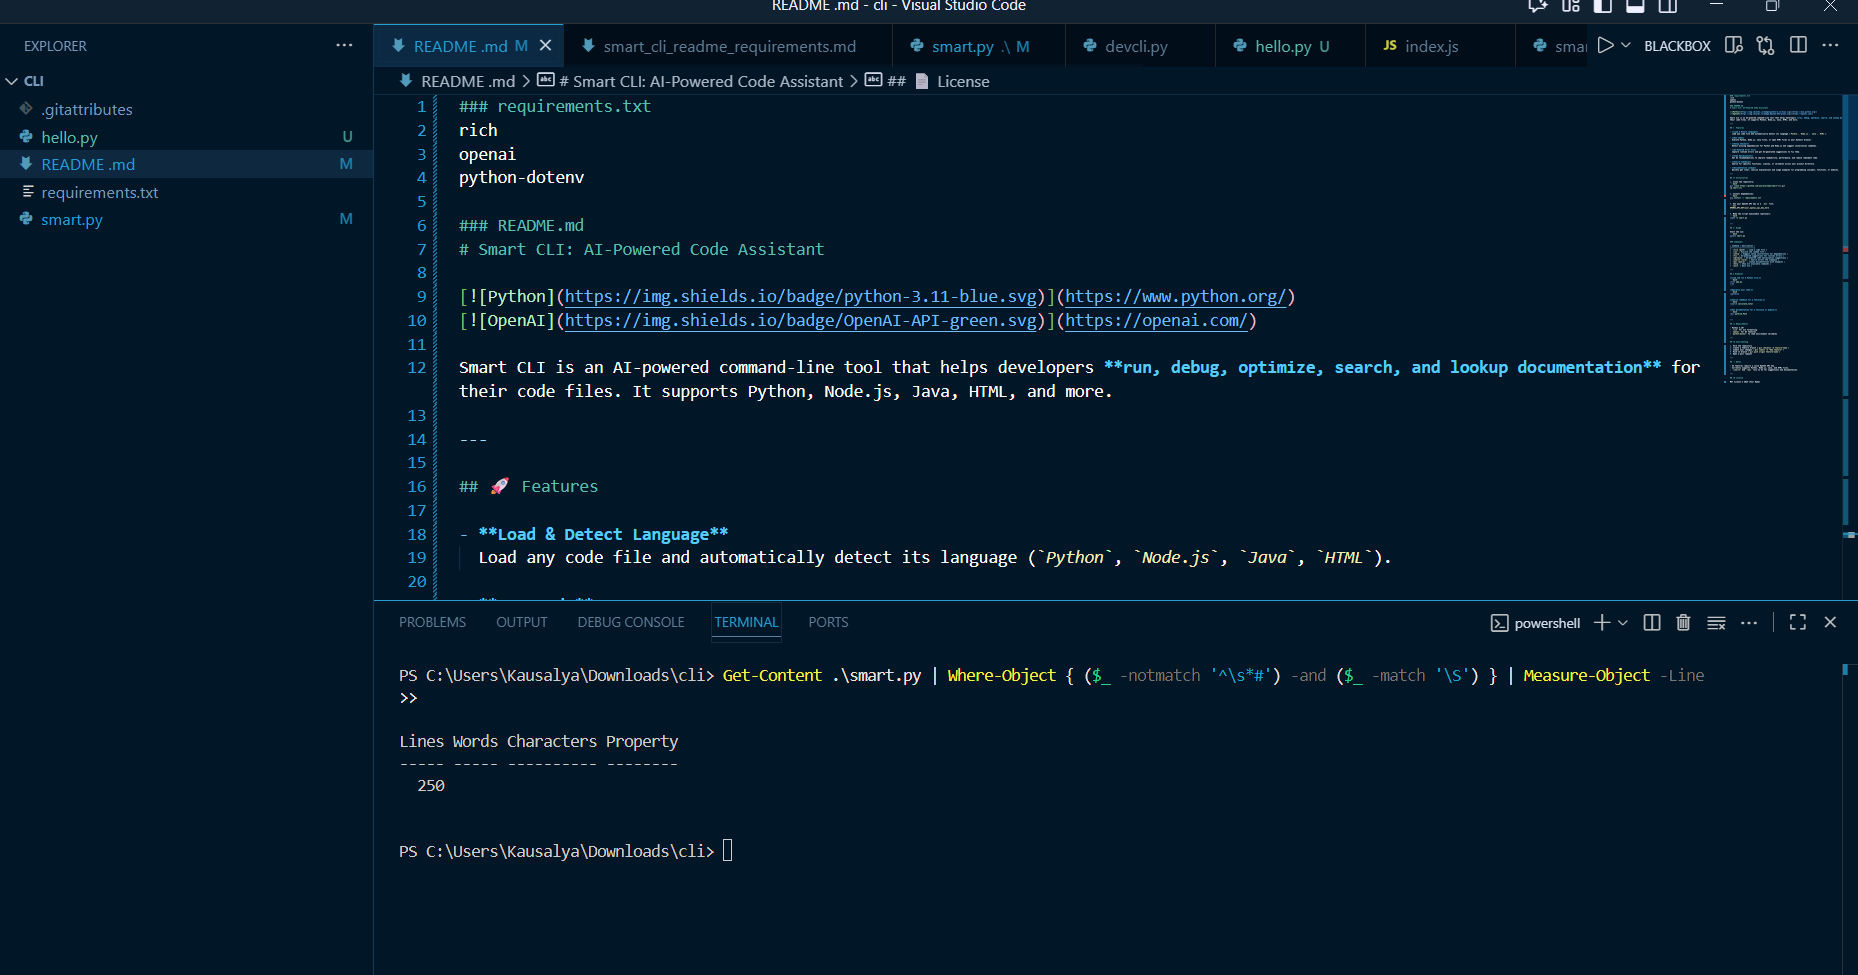 README .md - cli - Visual Studio Code
EXPLORER
README .md M
smart_cli_readme_requirements.md
smart.py .\ M
devcli.py
hello.py U
JS index.js
smar
BLACKBOX
CLI
README .md > # Smart CLI: AI-Powered Code Assistant > ## 📄 License
.gitattributes
hello.py U
README .md M
requirements.txt
smart.py M
1 ### requirements.txt
2 rich
3 openai
4 python-dotenv
5
6 ### README.md
7 # Smart CLI: AI-Powered Code Assistant
8
9 [![Python](https://img.shields.io/badge/python-3.11-blue.svg)](https://www.python.org/)
10 [![OpenAI](https://img.shields.io/badge/OpenAI-API-green.svg)](https://openai.com/)
11
12 Smart CLI is an AI-powered command-line tool that helps developers **run, debug, optimize, search, and lookup documentation** for
their code files. It supports Python, Node.js, Java, HTML, and more.
13
14 ---
15
16 ## 🚀 Features
17
18 - **Load & Detect Language**
19 Load any code file and automatically detect its language (`Python`, `Node.js`, `Java`, `HTML`).
20
PROBLEMS OUTPUT DEBUG CONSOLE TERMINAL PORTS
powershell
PS C:\Users\Kausalya\Downloads\cli> Get-Content .\smart.py | Where-Object { ($_ -notmatch '^\s*#') -and ($_ -match '\S') } | Measure-Object -Line
>>
Lines Words Characters Property
----- ----- ---------- --------
250
PS C:\Users\Kausalya\Downloads\cli>